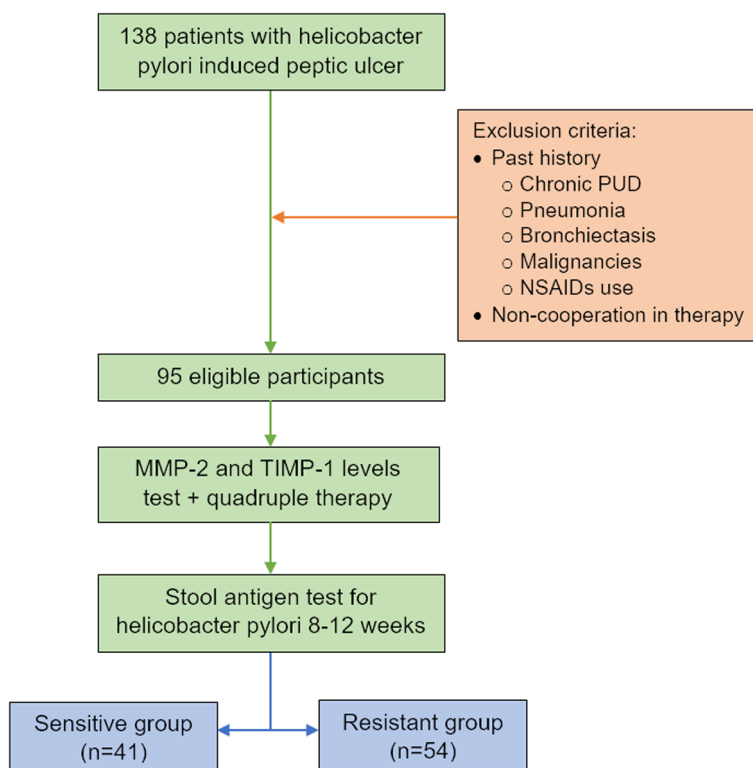 138 patients with helicobacter
pylori induced peptic ulcer
Exclusion criteria:
• Past history
o Chronic PUD
o Pneumonia
o Bronchiectasis
o Malignancies
o NSAIDs use
• Non-cooperation in therapy
95 eligible participants
MMP-2 and TIMP-1 levels
test + quadruple therapy
Stool antigen test for
helicobacter pylori 8-12 weeks
Sensitive group
(n=41)
Resistant group
(n=54)